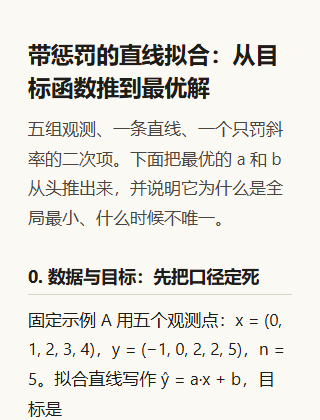 带惩罚的直线拟合：从目
标函数推到最优解
五组观测、一条直线、一个只罚斜
率的二次项。下面把最优的 a 和 b
从头推出来，并说明它为什么是全
局最小、什么时候不唯一。
0. 数据与目标：先把口径定死
固定示例 A 用五个观测点：x = (0,
1, 2, 3, 4)，y = (−1, 0, 2, 2, 5)，n =
5。拟合直线写作 ŷ = a·x + b，目
标是